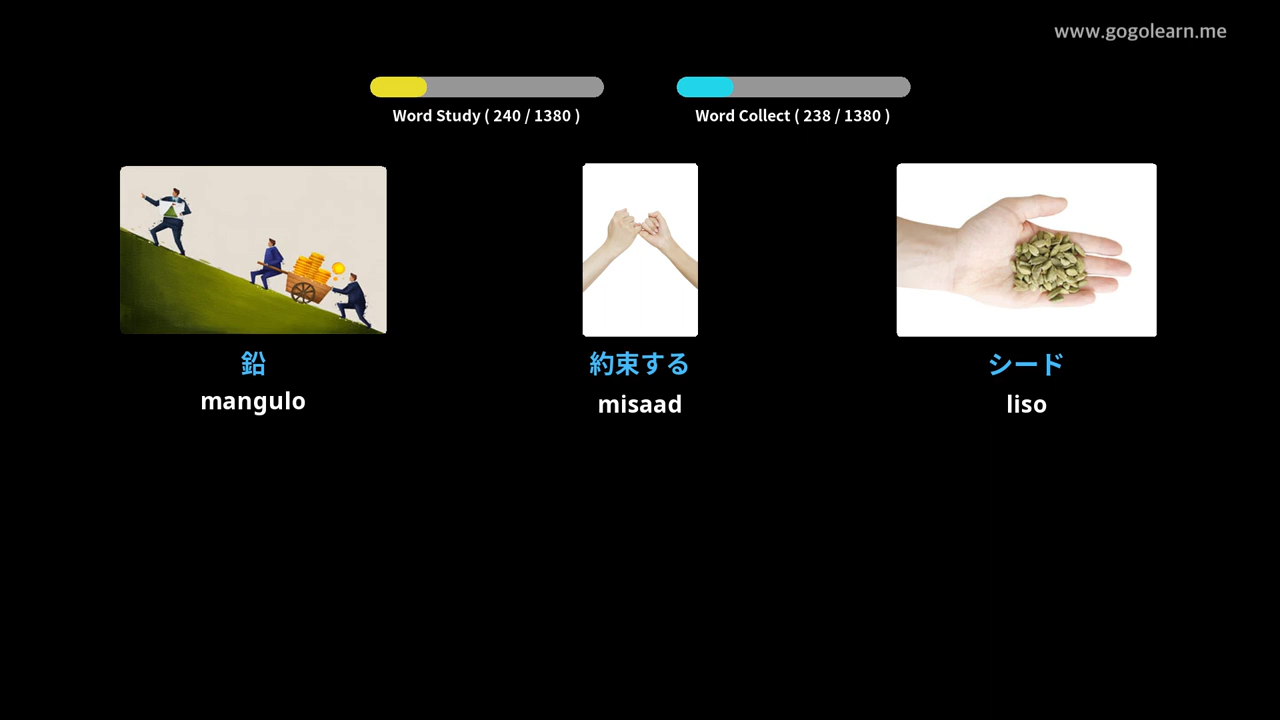 www.gogolearn.me
Word Study ( 240 / 1380 )
Word Collect ( 238 / 1380 )
鉛
mangulo
約束する
misaad
シード
liso